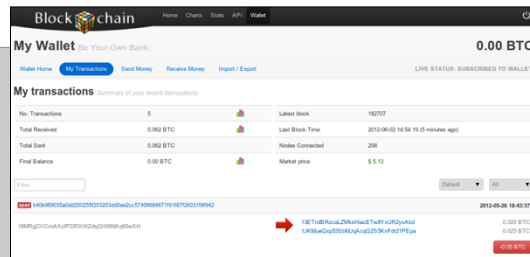 Blockchain Home Charts Stats API Wallet
My Wallet Be Your Own Bank. 0.00 BTC
Wallet Home My Transactions Send Money Receive Money Import / Export LIVE STATUS: SUBSCRIBED TO WALLET
My transactions Summary of your recent transactions
No. Transactions 5 Latest block 182707
Total Received 0.062 BTC Last Block Time 2012-06-02 14:54:19 (5 minutes ago)
Total Sent 0.062 BTC Nodes Connected 298
Final Balance 0.00 BTC Market price $ 5.13
Filter Default All
2012-05-26 18:43:37
0.025 BTC
0.025 BTC
-0.05 BTC